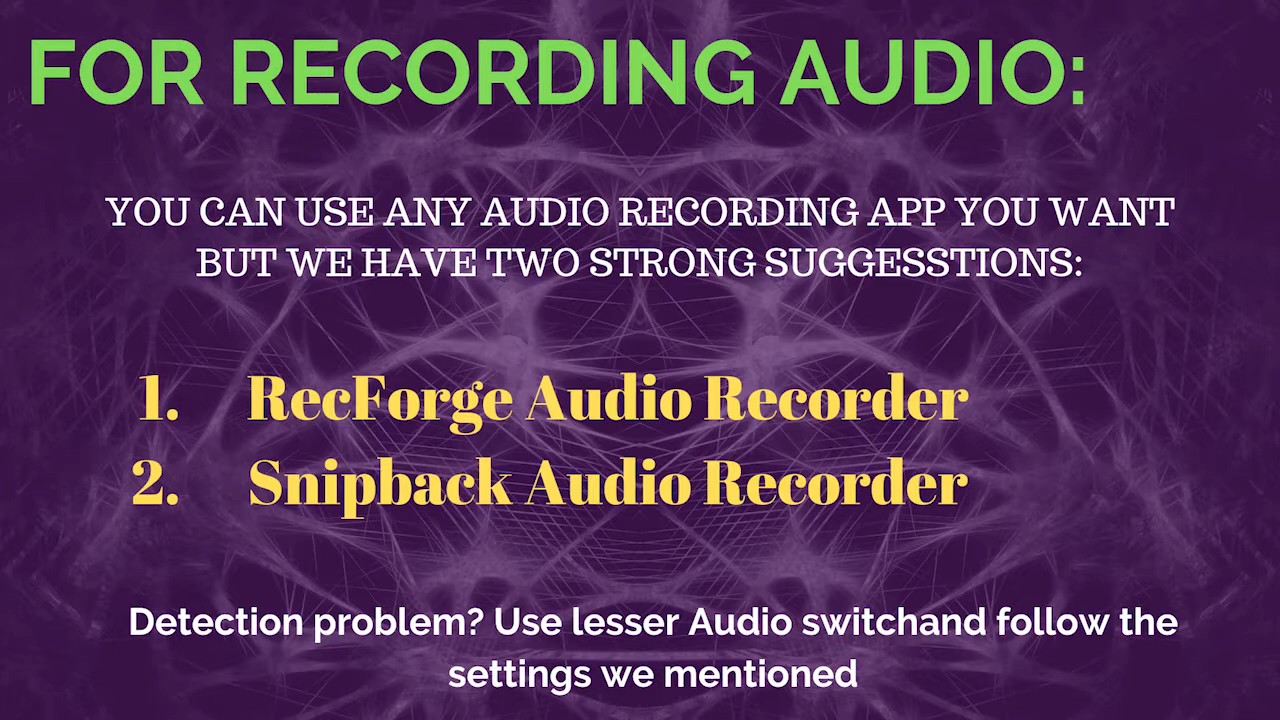 FOR RECORDING AUDIO:
YOU CAN USE ANY AUDIO RECORDING APP YOU WANT
BUT WE HAVE TWO STRONG SUGGESSTIONS:
1. RecForge Audio Recorder
2. Snipback Audio Recorder
Detection problem? Use lesser Audio switchand follow the
settings we mentioned